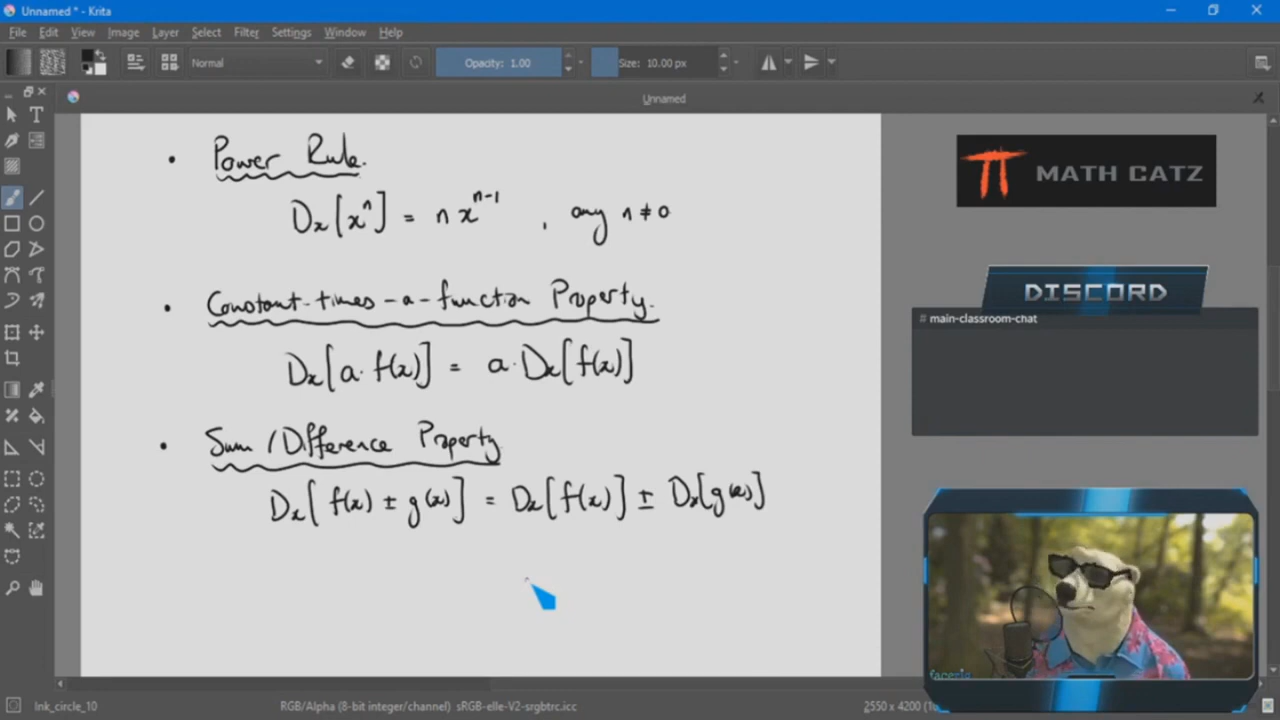 Unnamed * - Krita
File Edit View Image Layer Select Filter Settings Window Help
Normal
Opacity: 1.00
Size: 10.00 px
Unnamed
• Power Rule.
Dx[xⁿ] = n xⁿ⁻¹ , any n ≠ 0
• Constant-times-a-function Property.
Dx[a·f(x)] = a·Dx[f(x)]
• Sum/Difference Property
Dx[f(x) ± g(x)] = Dx[f(x)] ± Dx[g(x)]
MATH CATZ
DISCORD
# main-classroom-chat
facerig
Ink_circle_10
RGB/Alpha (8-bit integer/channel) sRGB-elle-V2-srgbtrc.icc
2550 x 4200